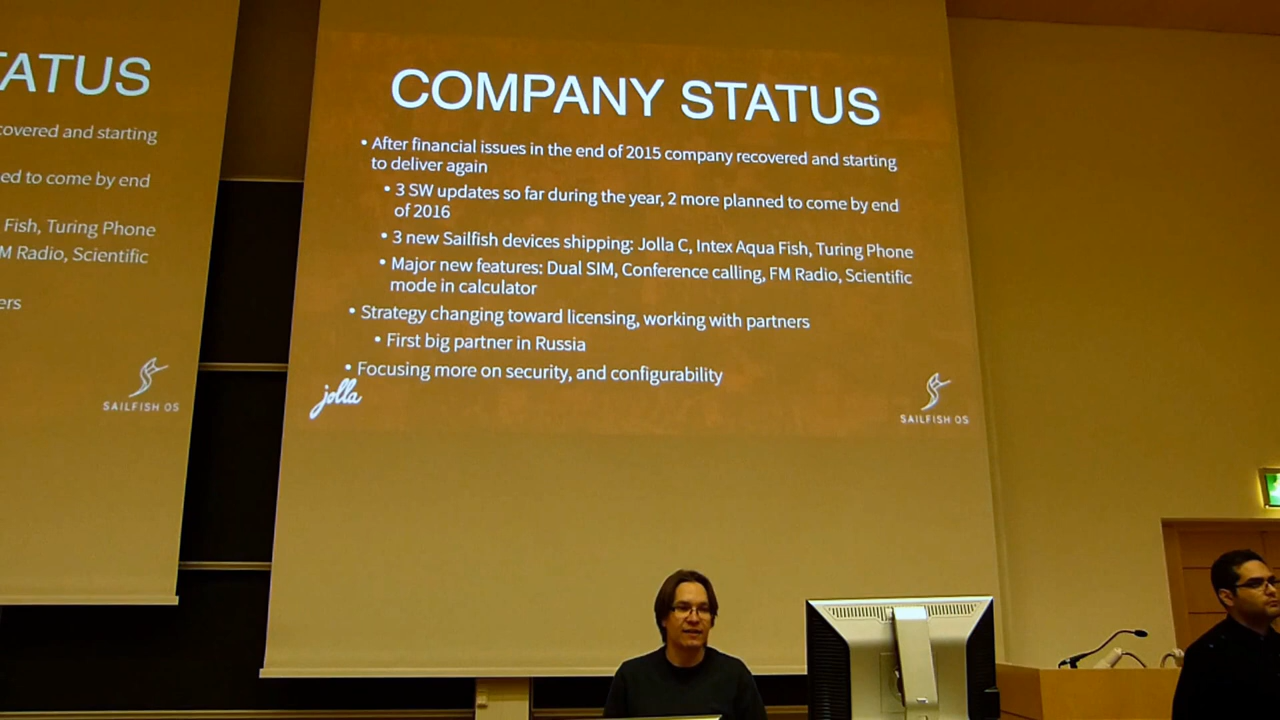 TATUS
covered and starting
ed to come by end
Fish, Turing Phone
M Radio, Scientific
ers
SAILFISH OS
COMPANY STATUS
• After financial issues in the end of 2015 company recovered and starting
to deliver again
• 3 SW updates so far during the year, 2 more planned to come by end
of 2016
• 3 new Sailfish devices shipping: Jolla C, Intex Aqua Fish, Turing Phone
• Major new features: Dual SIM, Conference calling, FM Radio, Scientific
mode in calculator
• Strategy changing toward licensing, working with partners
• First big partner in Russia
• Focusing more on security, and configurability
jolla
SAILFISH OS